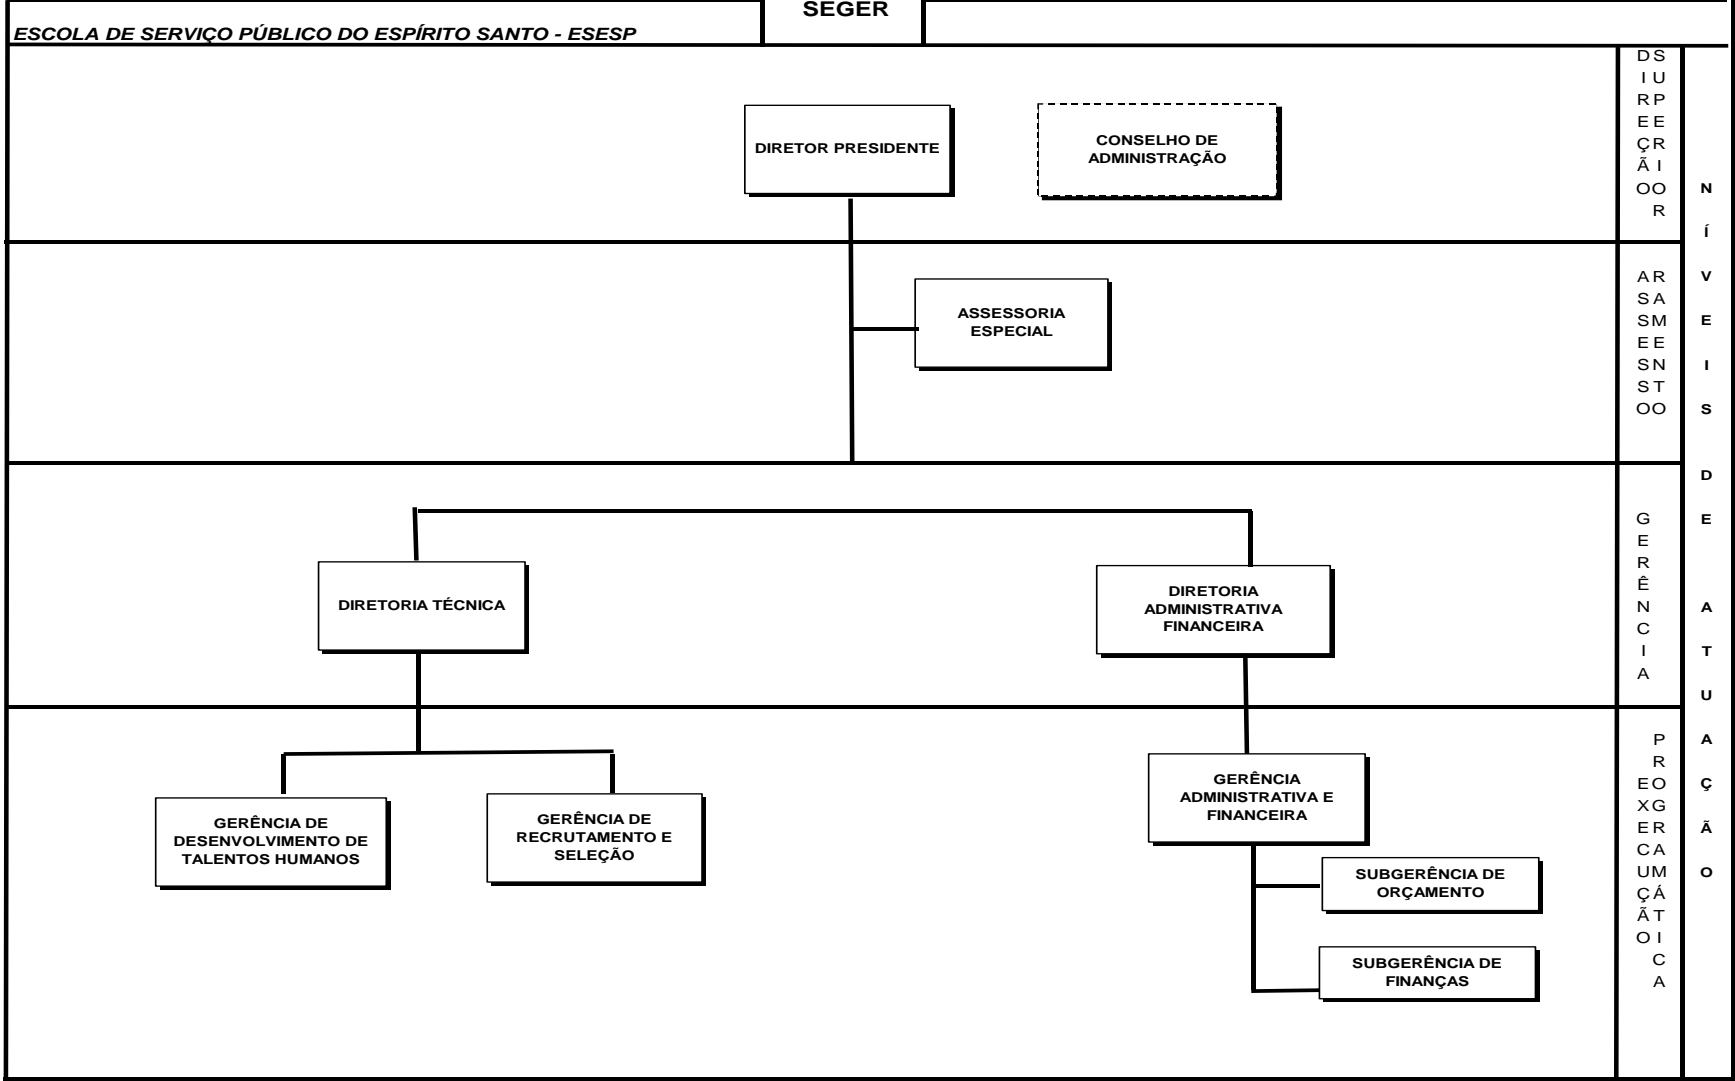 SEGER
ESCOLA DE SERVIÇO PÚBLICO DO ESPÍRITO SANTO - ESESP
DIRETOR PRESIDENTE
CONSELHO DE
ADMINISTRAÇÃO
DIREÇÃO
SUPERIOR
ASSESSORIA
ESPECIAL
ASSESSO
RAMENTO
DIRETORIA TÉCNICA
DIRETORIA
ADMINISTRATIVA
FINANCEIRA
GERÊNCIA
GERÊNCIA DE
DESENVOLVIMENTO DE
TALENTOS HUMANOS
GERÊNCIA DE
RECRUTAMENTO E
SELEÇÃO
GERÊNCIA
ADMINISTRATIVA E
FINANCEIRA
SUBGERÊNCIA DE
ORÇAMENTO
SUBGERÊNCIA DE
FINANÇAS
EXECUÇÃO
PROGRAMÁTICA
NÍVEIS DE ATUAÇÃO